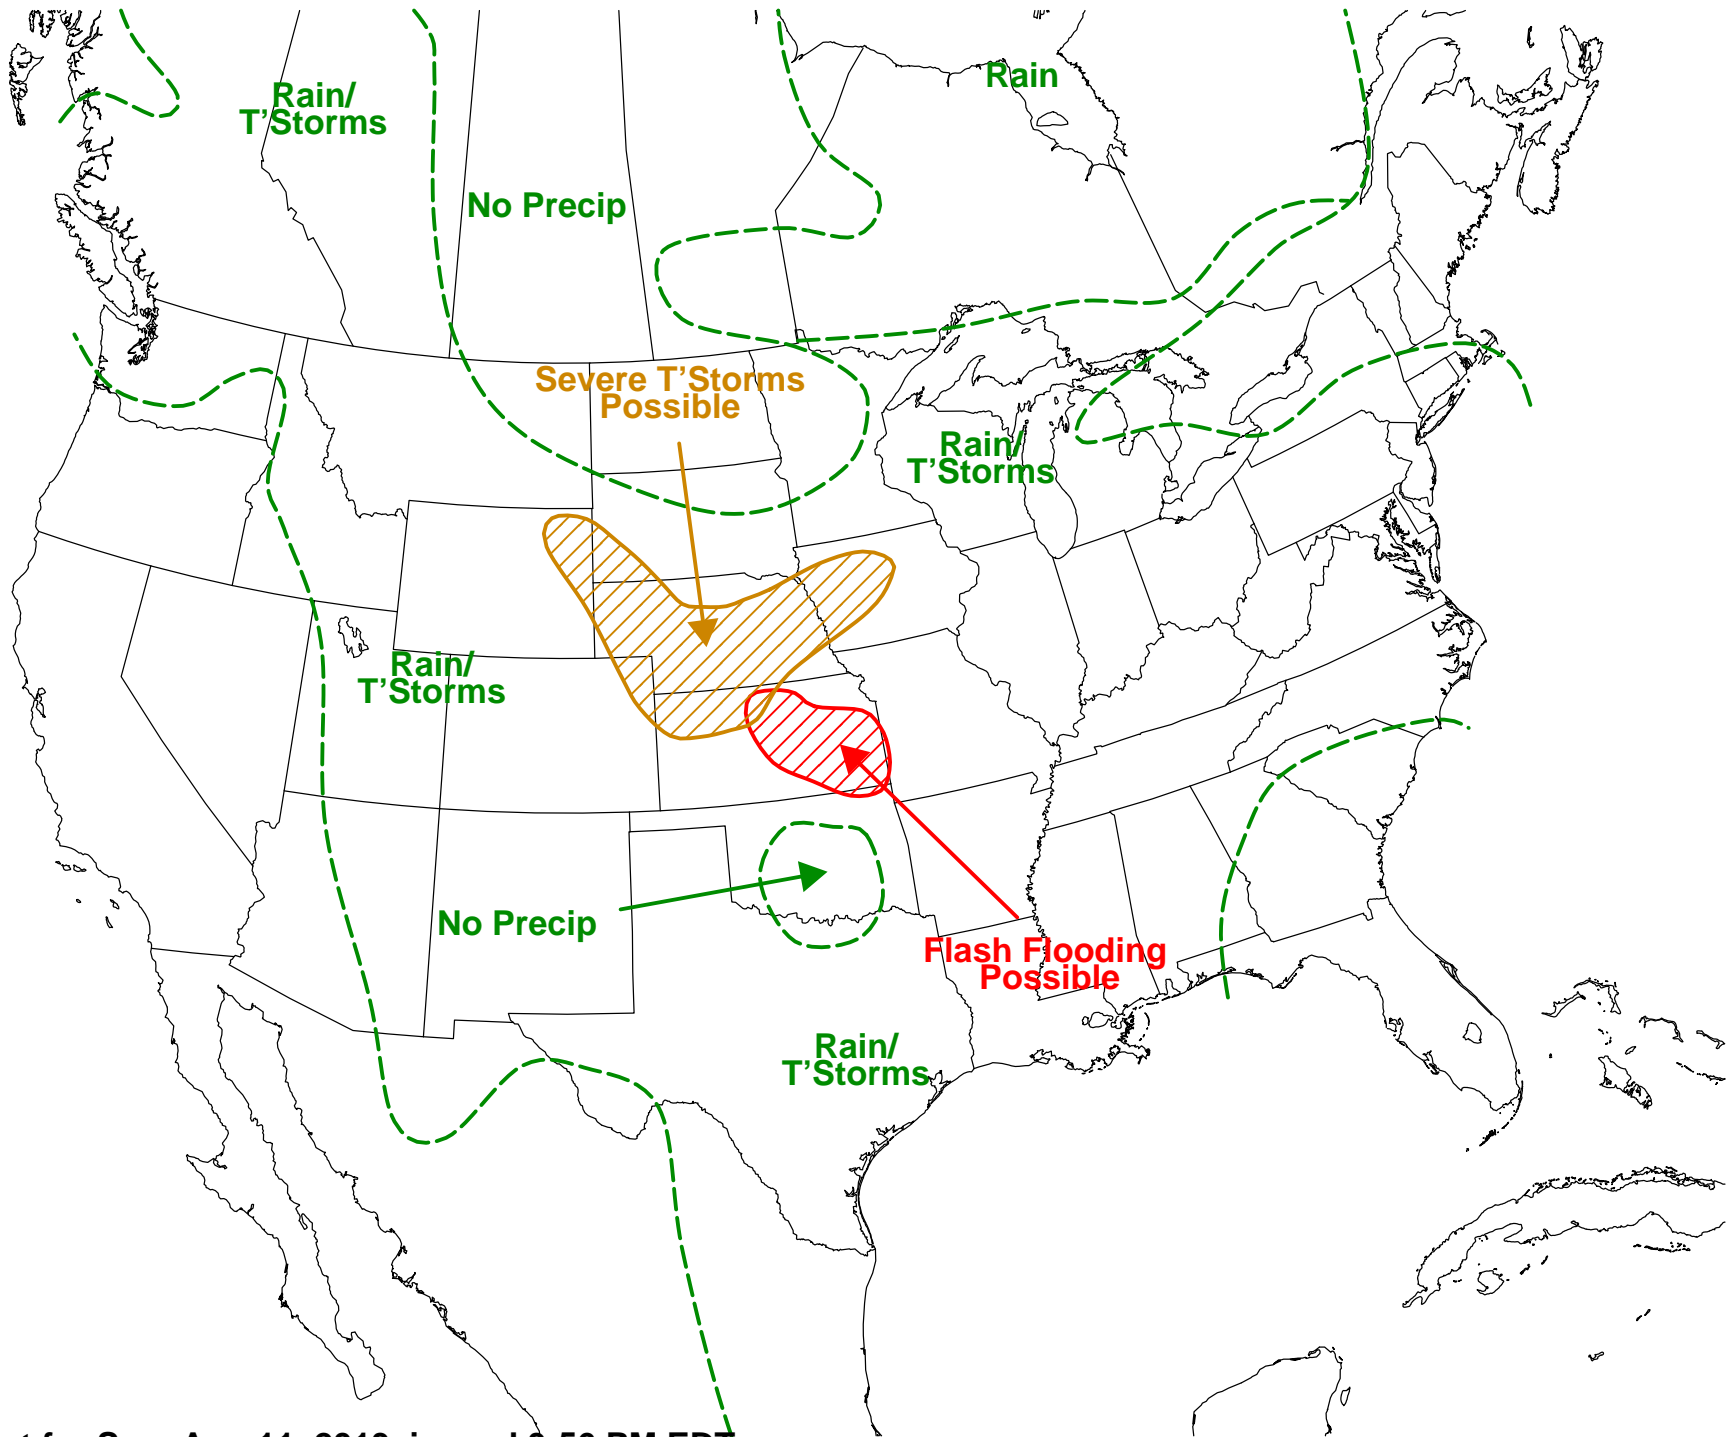 Rain
Rain/
T'Storms
No Precip
Severe T'Storms
Possible
Rain/
T'Storms
Rain/
T'Storms
No Precip
Flash Flooding
Possible
Rain/
T'Storms